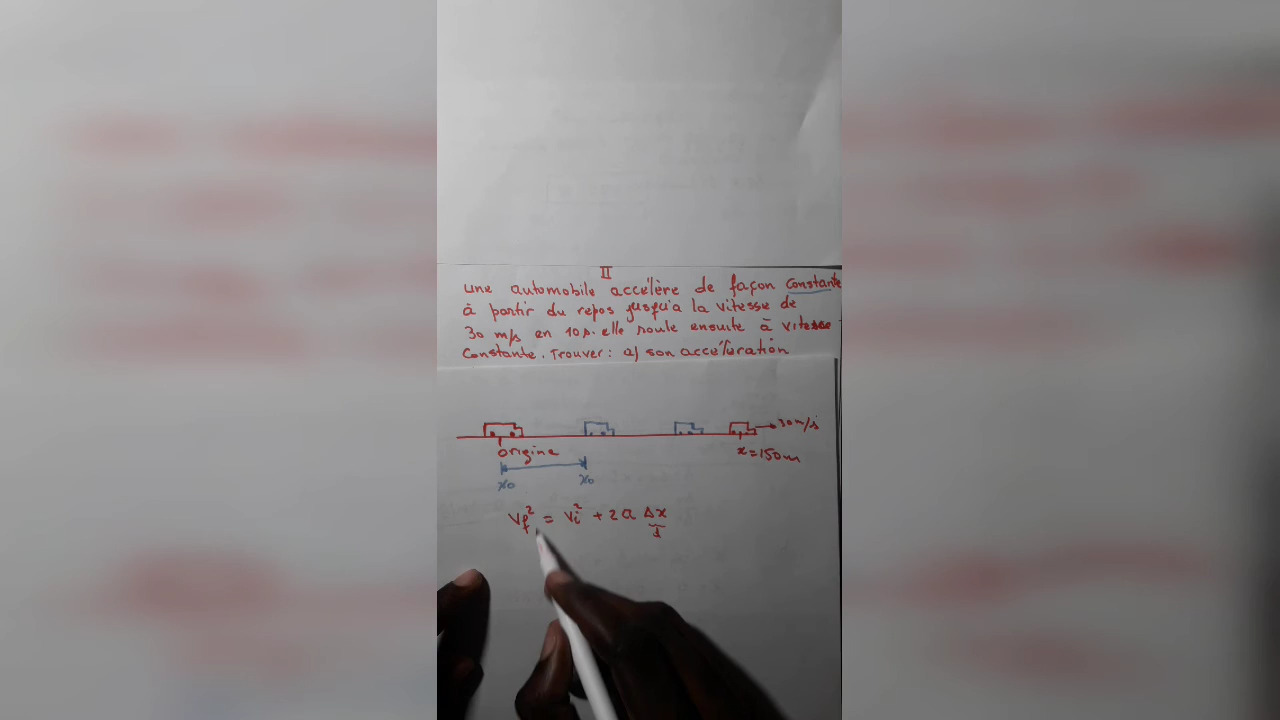 II
une automobile accélère de façon constante
à partir du repos jusqu'à la vitesse de
30 m/s en 10s. elle roule ensuite à vitesse
constante. Trouver: a) son accélération
30m/s
origine
x=150m
x₀ x₀
Vf² = Vi² + 2a Δx
1